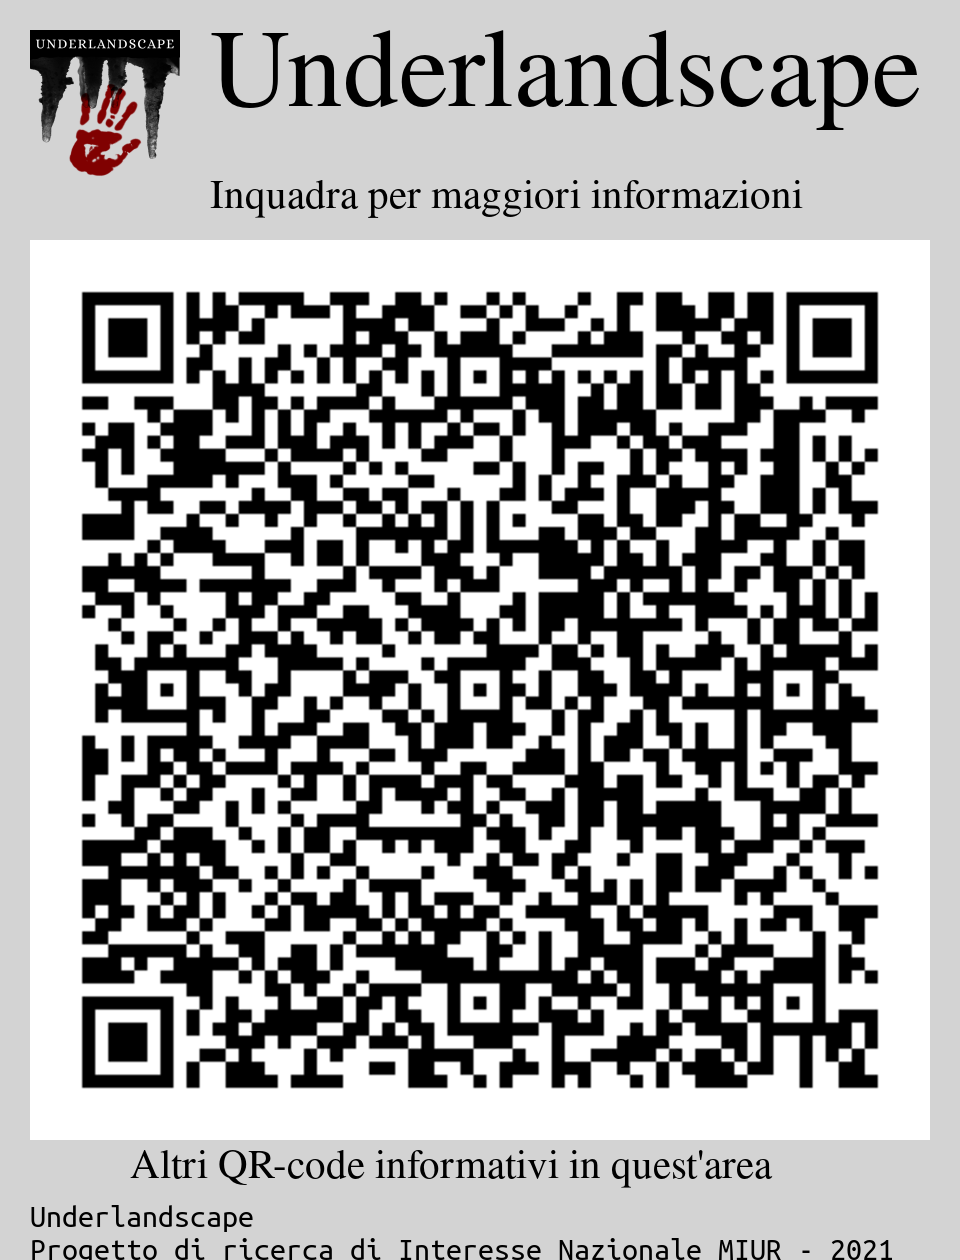 UNDERLANDSCAPE
Underlandscape
Inquadra per maggiori informazioni
Altri QR-code informativi in quest'area
Underlandscape
Progetto di ricerca di Interesse Nazionale MIUR - 2021